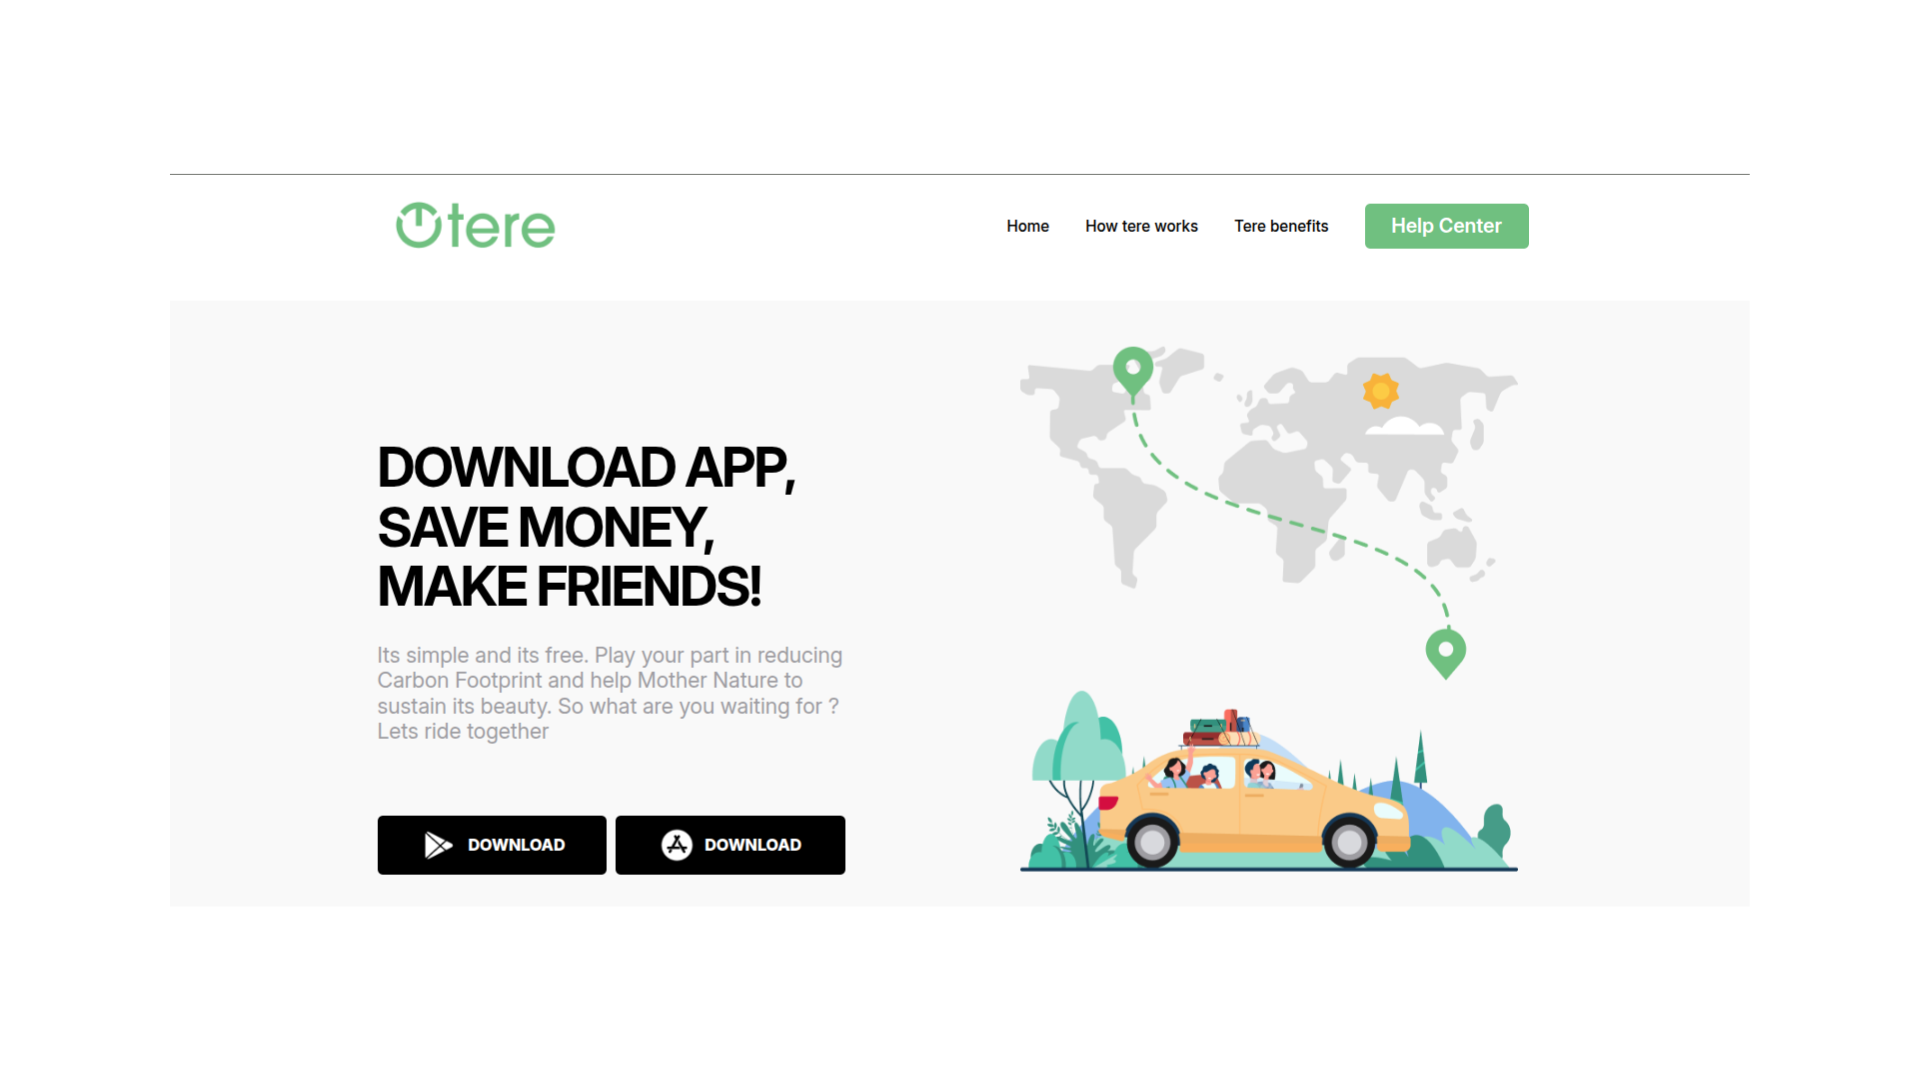 tere
Home
How tere works
Tere benefits
Help Center
DOWNLOAD APP,
SAVE MONEY,
MAKE FRIENDS!
Its simple and its free. Play your part in reducing
Carbon Footprint and help Mother Nature to
sustain its beauty. So what are you waiting for ?
Lets ride together
DOWNLOAD
DOWNLOAD